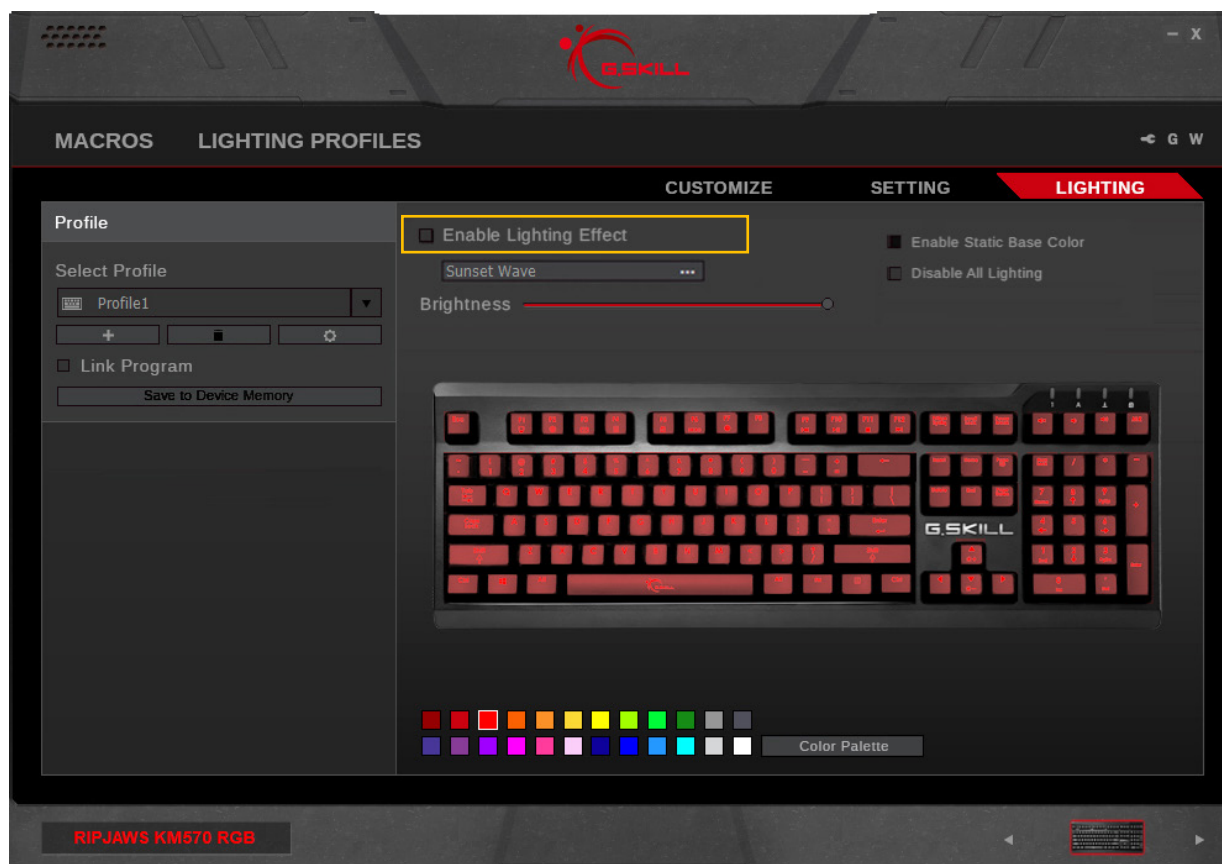 G.SKILL
– X
MACROS LIGHTING PROFILES
G W
CUSTOMIZE SETTING LIGHTING
Profile
Select Profile
Profile1
+
Link Program
Save to Device Memory
Enable Lighting Effect
Sunset Wave ...
Brightness
Enable Static Base Color
Disable All Lighting
G.SKILL
Color Palette
RIPJAWS KM570 RGB